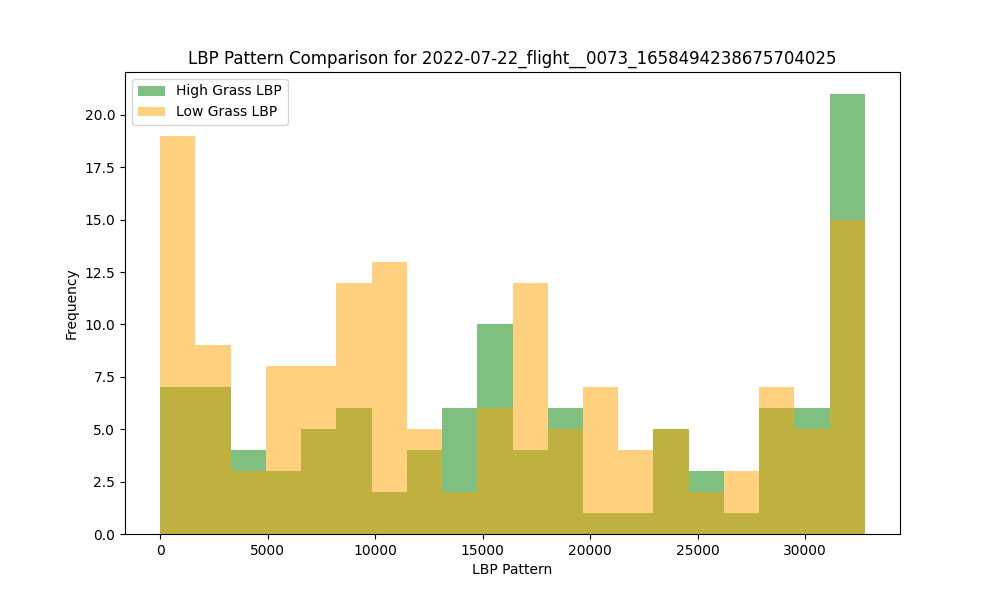 LBP Pattern Comparison for 2022-07-22_flight__0073_1658494238675704025
High Grass LBP
Low Grass LBP
Frequency
20.0
17.5
15.0
12.5
10.0
7.5
5.0
2.5
0.0
0 5000 10000 15000 20000 25000 30000
LBP Pattern